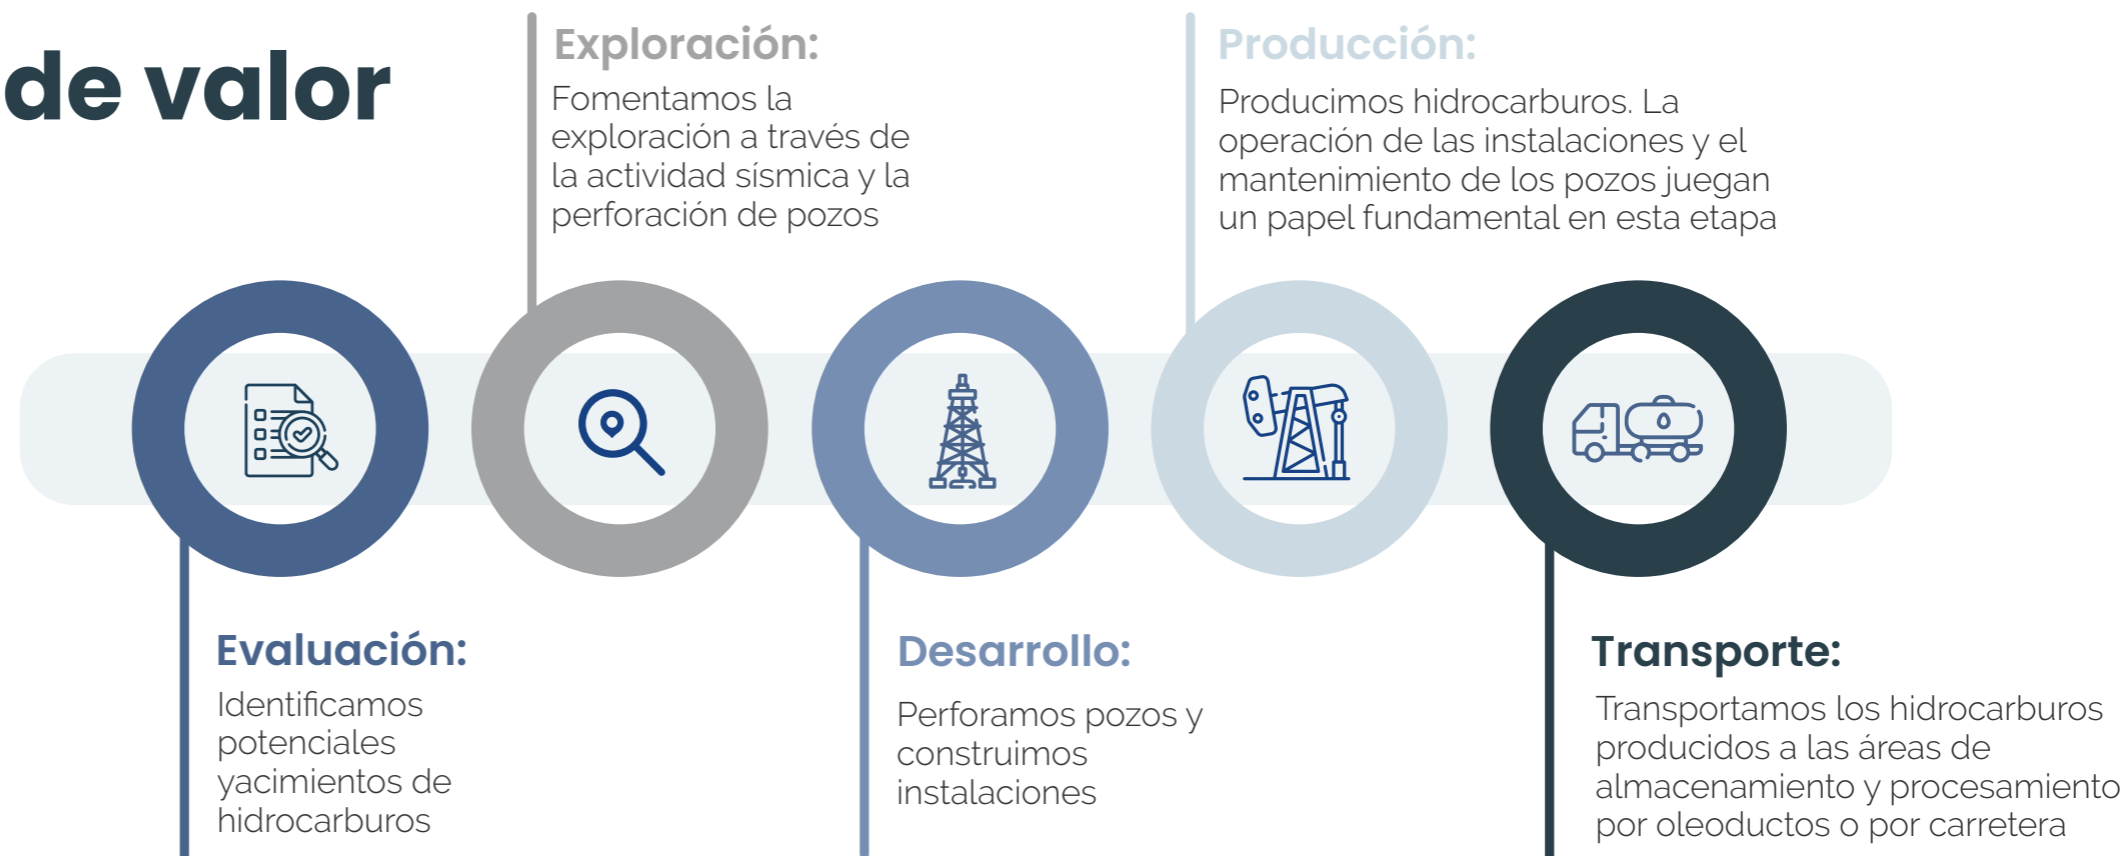 de valor
Exploración:
Fomentamos la
exploración a través de
la actividad sísmica y la
perforación de pozos
Producción:
Producimos hidrocarburos. La
operación de las instalaciones y el
mantenimiento de los pozos juegan
un papel fundamental en esta etapa
Evaluación:
Identificamos
potenciales
yacimientos de
hidrocarburos
Desarrollo:
Perforamos pozos y
construimos
instalaciones
Transporte:
Transportamos los hidrocarburos
producidos a las áreas de
almacenamiento y procesamiento
por oleoductos o por carretera